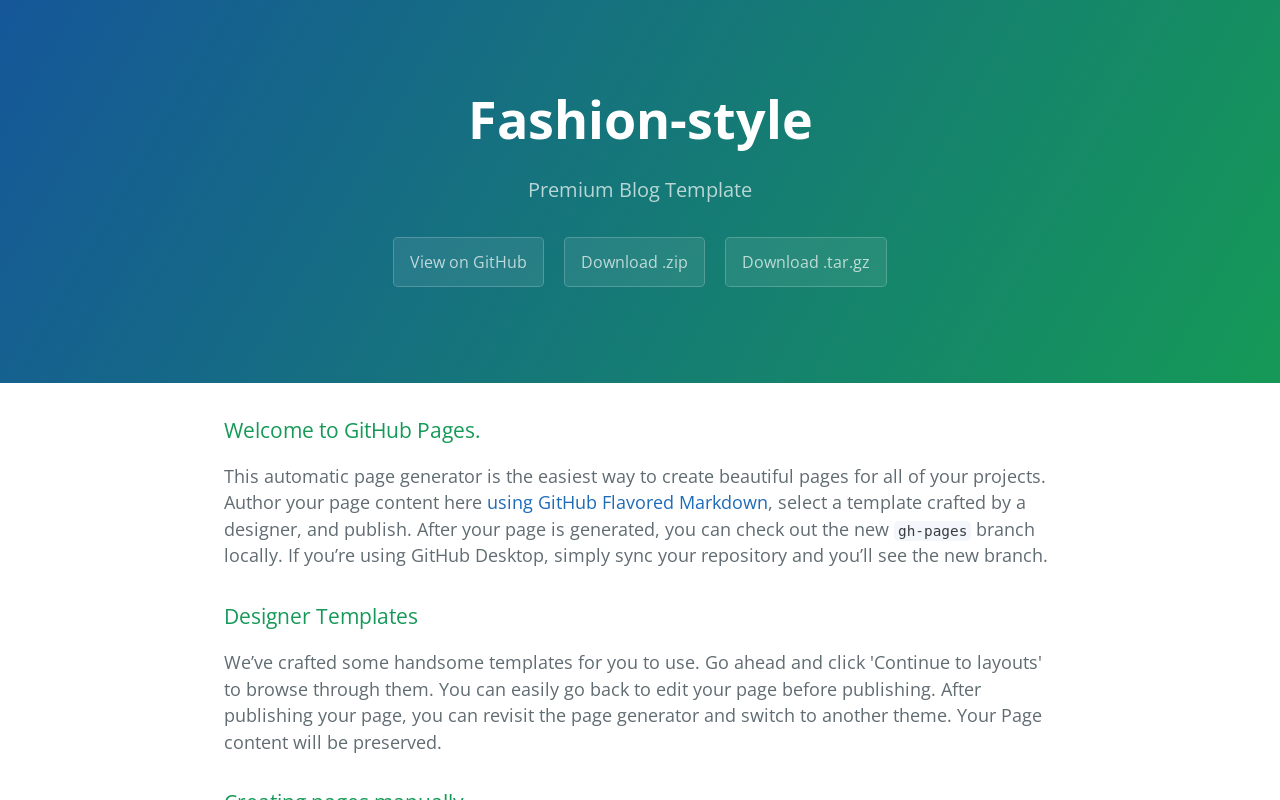 Fashion-style
Premium Blog Template
View on GitHub
Download .zip
Download .tar.gz
Welcome to GitHub Pages.
This automatic page generator is the easiest way to create beautiful pages for all of your projects.
Author your page content here using GitHub Flavored Markdown, select a template crafted by a
designer, and publish. After your page is generated, you can check out the new gh-pages branch
locally. If you’re using GitHub Desktop, simply sync your repository and you’ll see the new branch.
Designer Templates
We’ve crafted some handsome templates for you to use. Go ahead and click 'Continue to layouts'
to browse through them. You can easily go back to edit your page before publishing. After
publishing your page, you can revisit the page generator and switch to another theme. Your Page
content will be preserved.
Creating pages manually